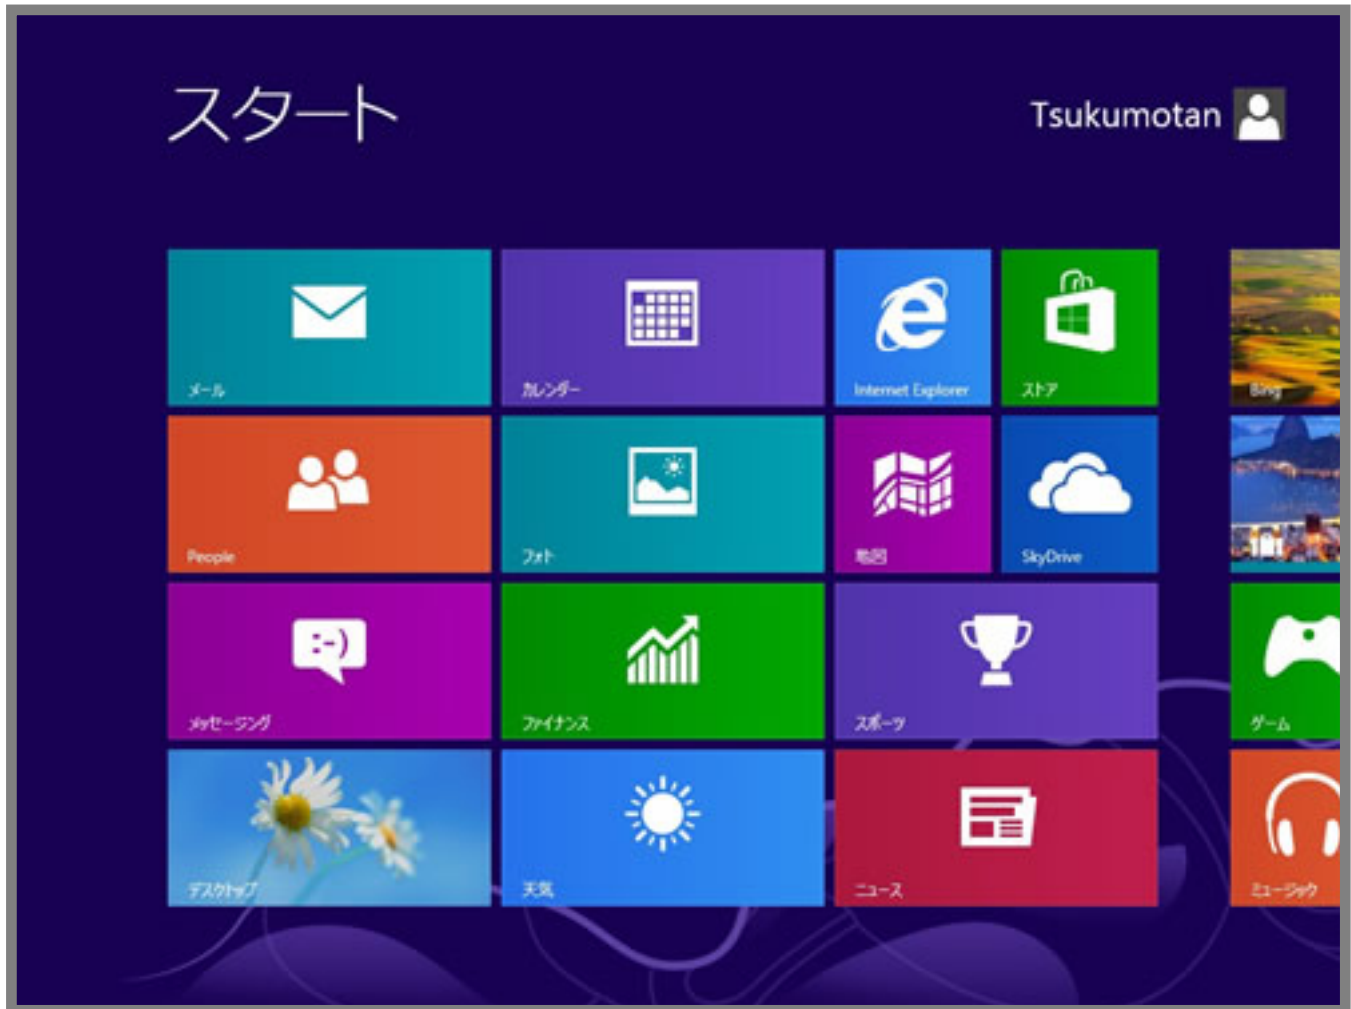 スタート
Tsukumotan
メール
カレンダー
Internet Explorer
ストア
Bing
People
フォト
地図
SkyDrive
:-)
メッセージング
ファイナンス
スポーツ
ゲーム
デスクトップ
天気
ニュース
ミュージック